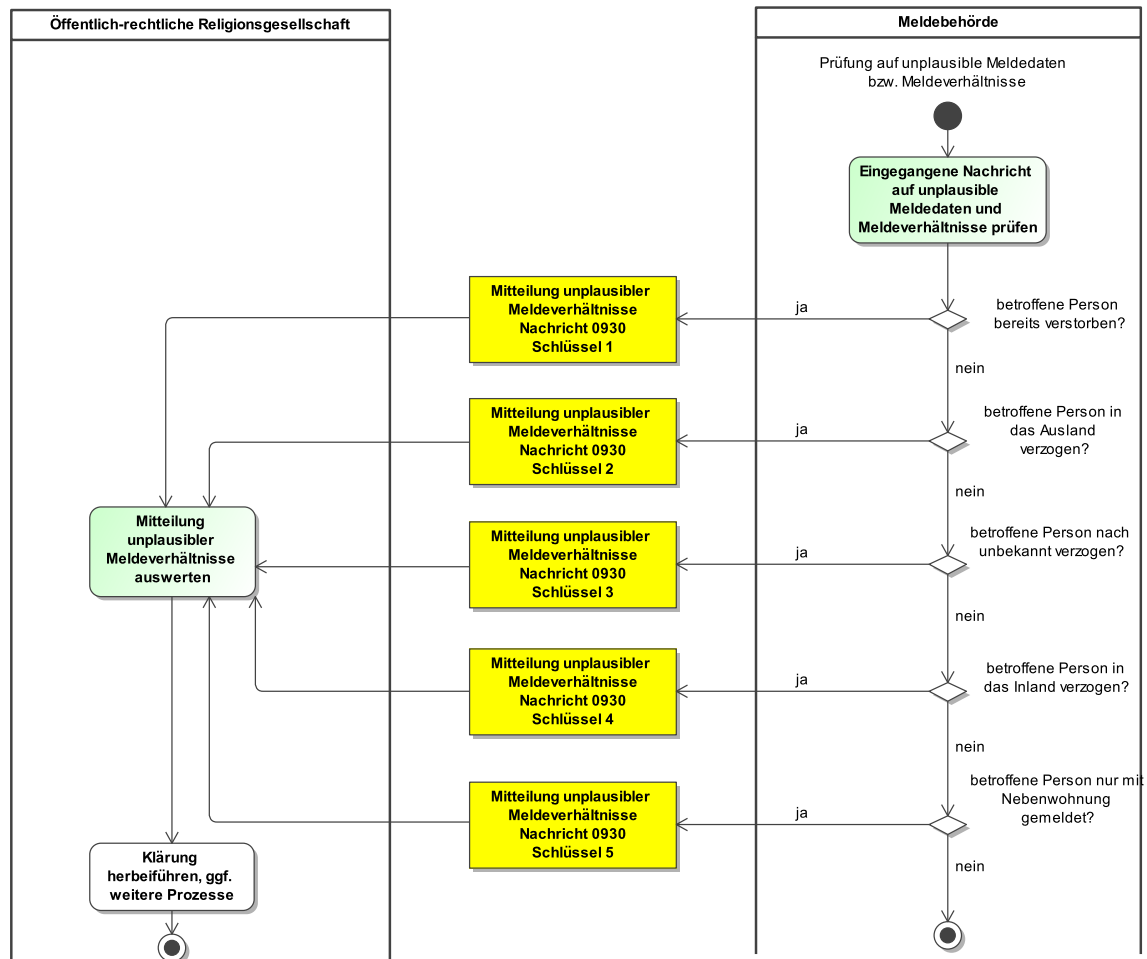 Öffentlich-rechtliche Religionsgesellschaft
Meldebehörde
Prüfung auf unplausible Meldedaten
bzw. Meldeverhältnisse
Eingegangene Nachricht
auf unplausible
Meldedaten und
Meldeverhältnisse prüfen
betroffene Person
bereits verstorben?
ja
nein
Mitteilung unplausibler
Meldeverhältnisse
Nachricht 0930
Schlüssel 1
betroffene Person in
das Ausland
verzogen?
ja
nein
Mitteilung unplausibler
Meldeverhältnisse
Nachricht 0930
Schlüssel 2
betroffene Person nach
unbekannt verzogen?
ja
nein
Mitteilung unplausibler
Meldeverhältnisse
Nachricht 0930
Schlüssel 3
betroffene Person in
das Inland verzogen?
ja
nein
Mitteilung unplausibler
Meldeverhältnisse
Nachricht 0930
Schlüssel 4
betroffene Person nur mit
Nebenwohnung
gemeldet?
ja
nein
Mitteilung unplausibler
Meldeverhältnisse
Nachricht 0930
Schlüssel 5
Mitteilung
unplausibler
Meldeverhältnisse
auswerten
Klärung
herbeiführen, ggf.
weitere Prozesse